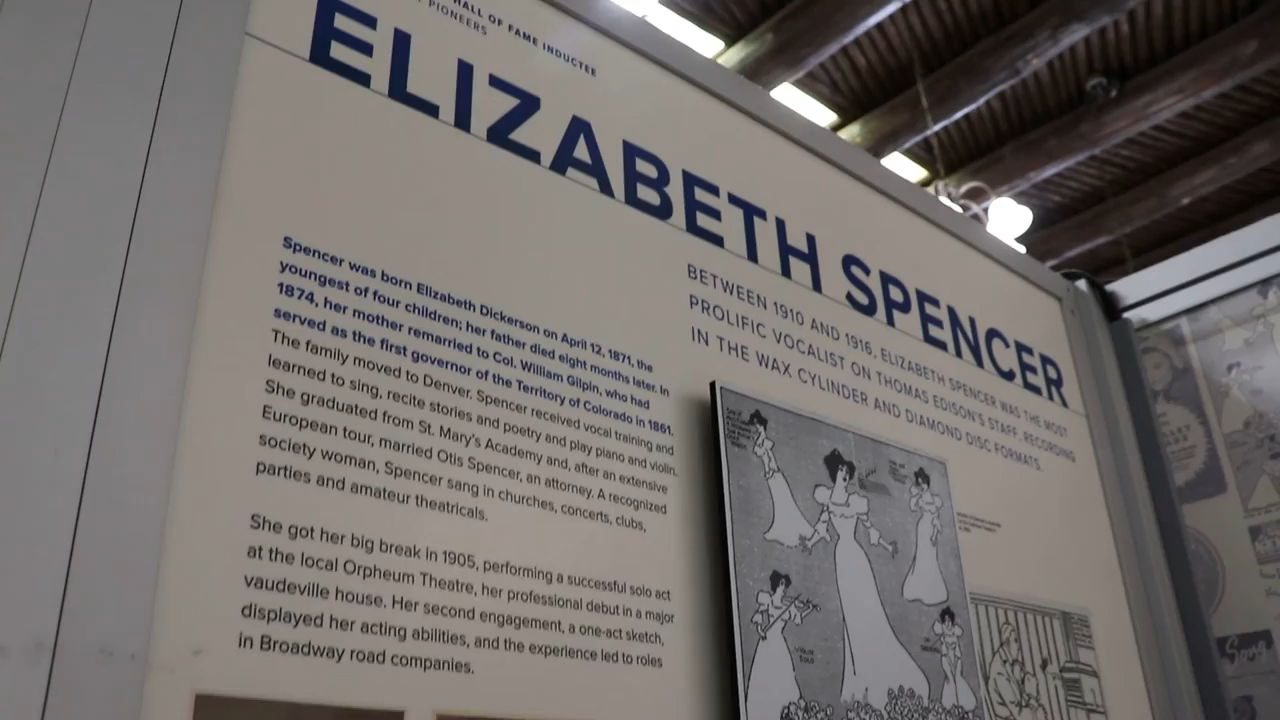 HALL OF FAME INDUCTEE
PIONEERS
ELIZABETH SPENCER
Spencer was born Elizabeth Dickerson on April 12, 1871, the
youngest of four children; her father died eight months later. In
1874, her mother remarried to Col. William Gilpin, who had
served as the first governor of the Territory of Colorado in 1861.
The family moved to Denver. Spencer received vocal training and
learned to sing, recite stories and poetry and play piano and violin.
She graduated from St. Mary's Academy and, after an extensive
European tour, married Otis Spencer, an attorney. A recognized
society woman, Spencer sang in churches, concerts, clubs,
parties and amateur theatricals.
She got her big break in 1905, performing a successful solo act
at the local Orpheum Theatre, her professional debut in a major
vaudeville house. Her second engagement, a one-act sketch,
displayed her acting abilities, and the experience led to roles
in Broadway road companies.
BETWEEN 1910 AND 1916, ELIZABETH SPENCER WAS THE MOST
PROLIFIC VOCALIST ON THOMAS EDISON'S STAFF, RECORDING
IN THE WAX CYLINDER AND DIAMOND DISC FORMATS.
VIOLIN
SOLO
Song